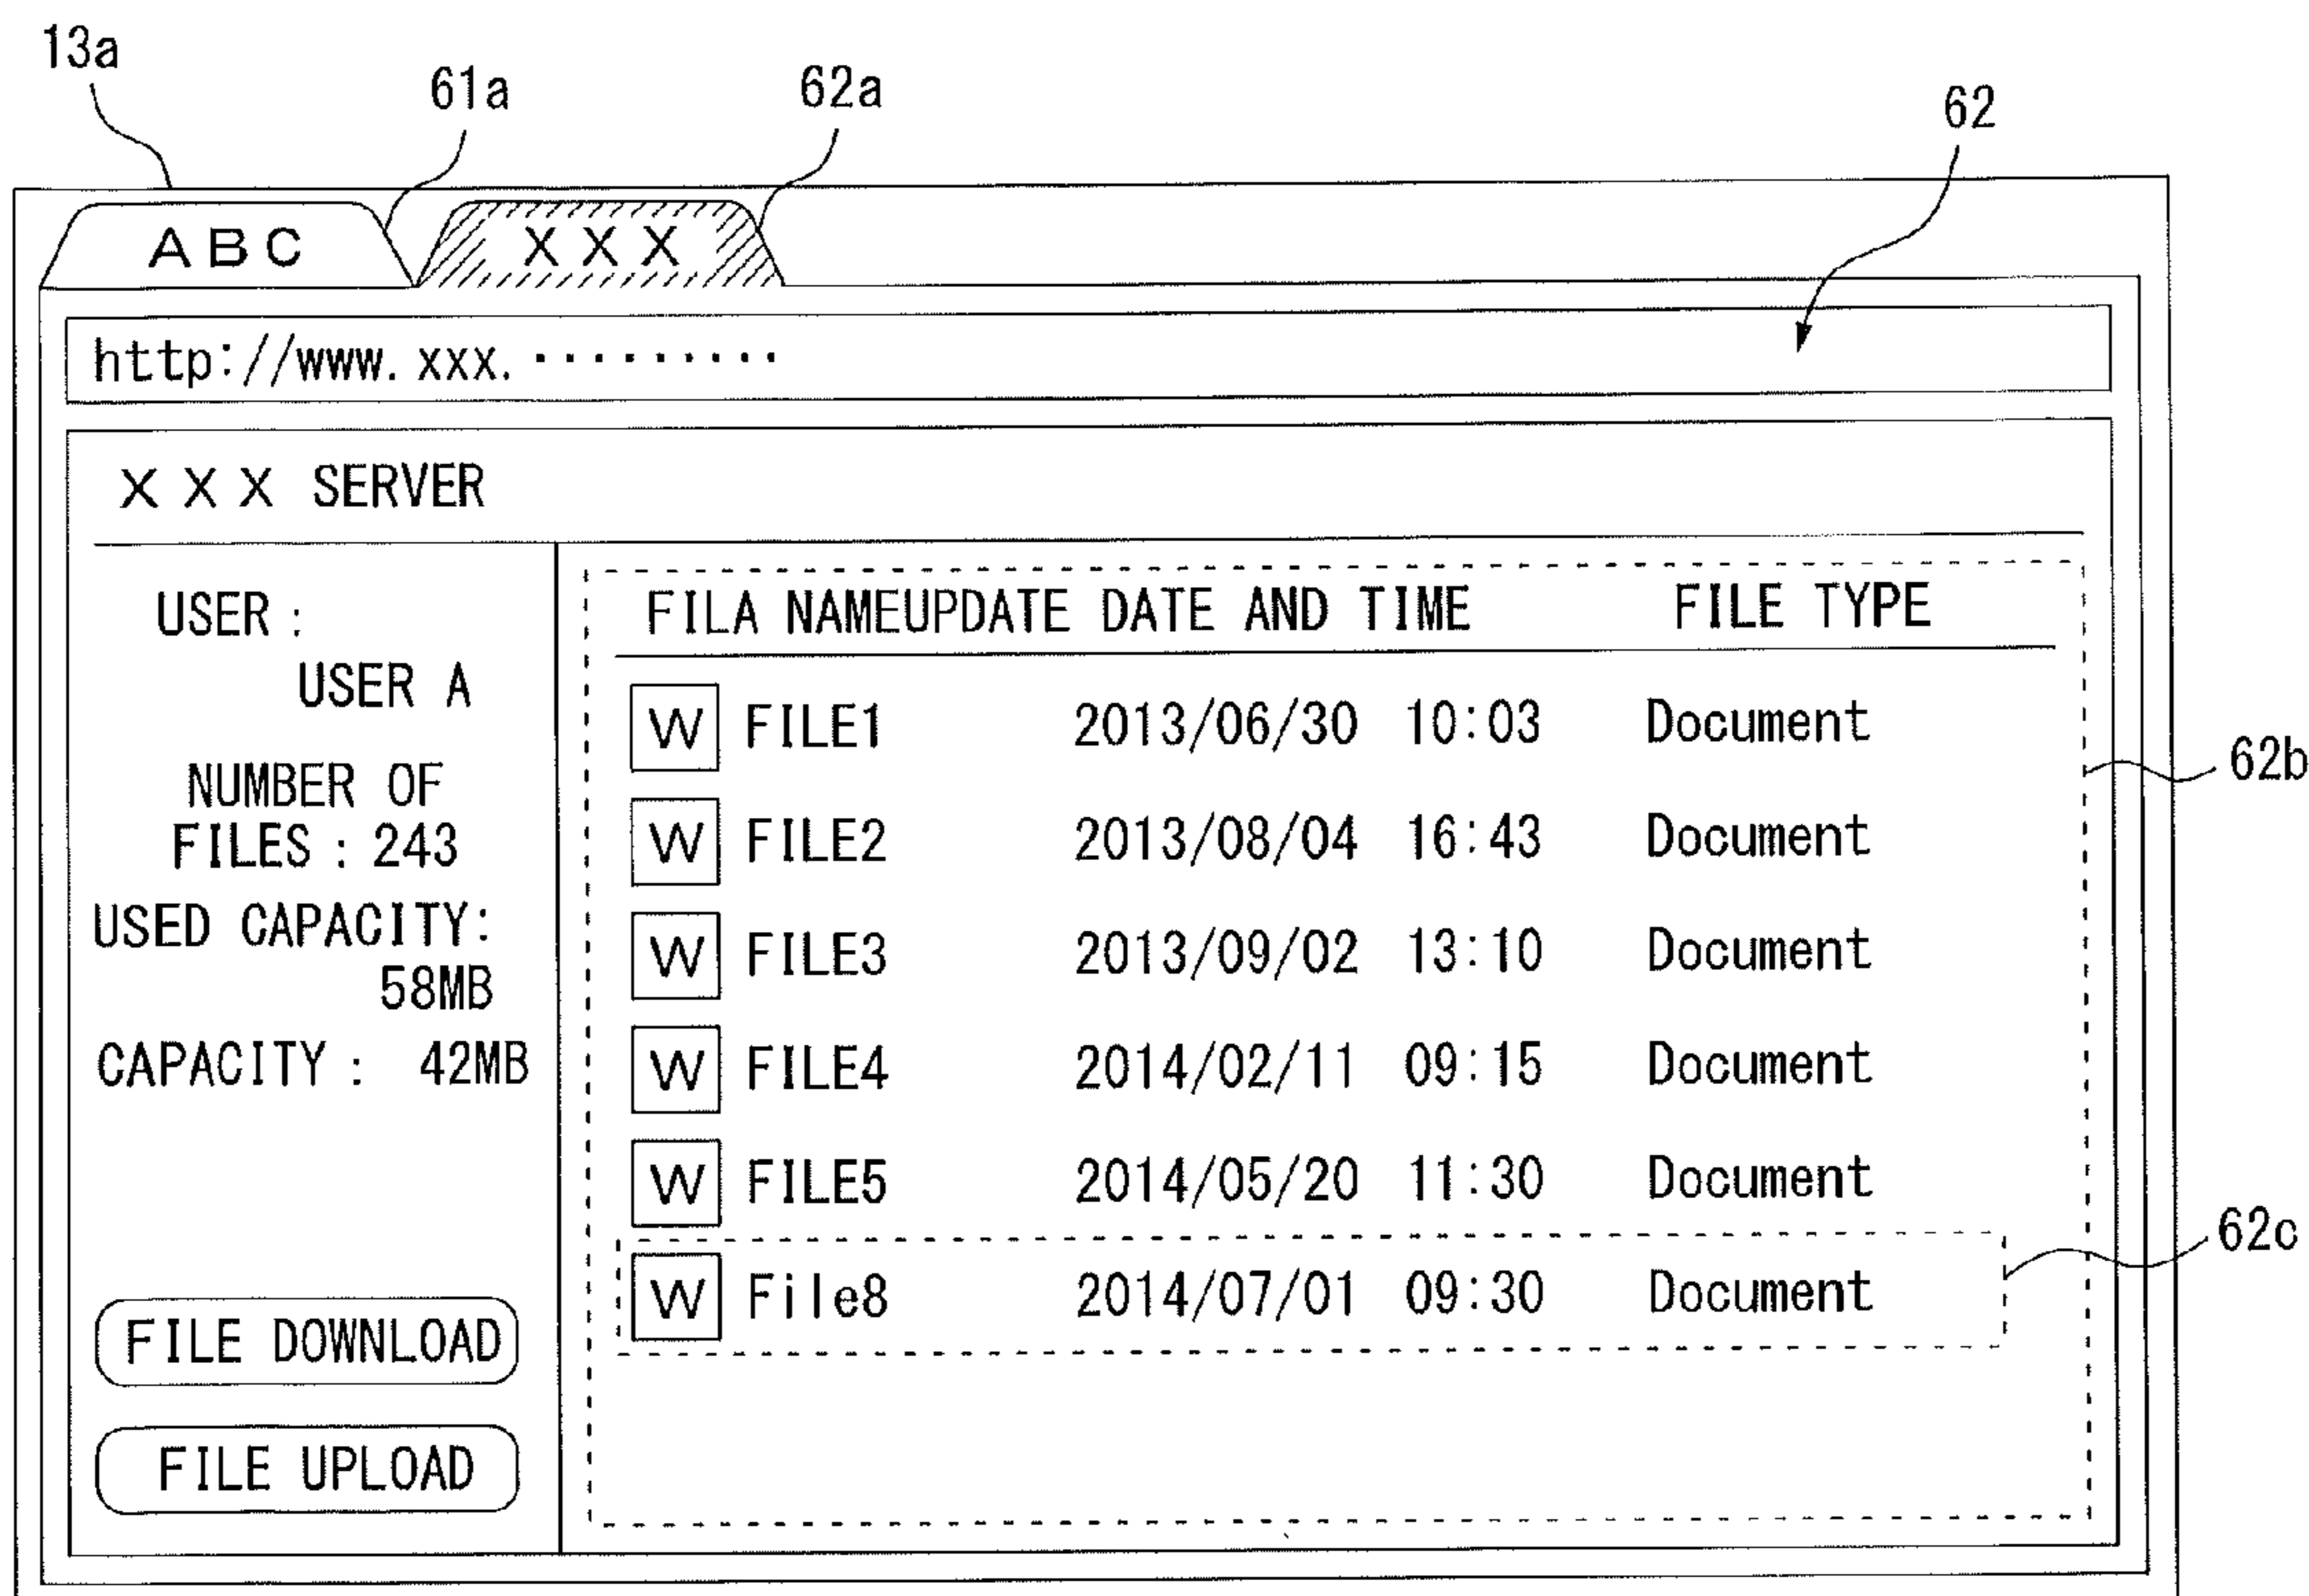 13a
61a
62a
62
ABC
XXX
http://www.xxx.·········
XXX SERVER
USER:
USER A
NUMBER OF
FILES: 243
USED CAPACITY:
58MB
CAPACITY: 42MB
FILE DOWNLOAD
FILE UPLOAD
FILA NAMEUPDATE DATE AND TIME FILE TYPE
W FILE1 2013/06/30 10:03 Document
W FILE2 2013/08/04 16:43 Document
W FILE3 2013/09/02 13:10 Document
W FILE4 2014/02/11 09:15 Document
W FILE5 2014/05/20 11:30 Document
W File8 2014/07/01 09:30 Document
62b
62c